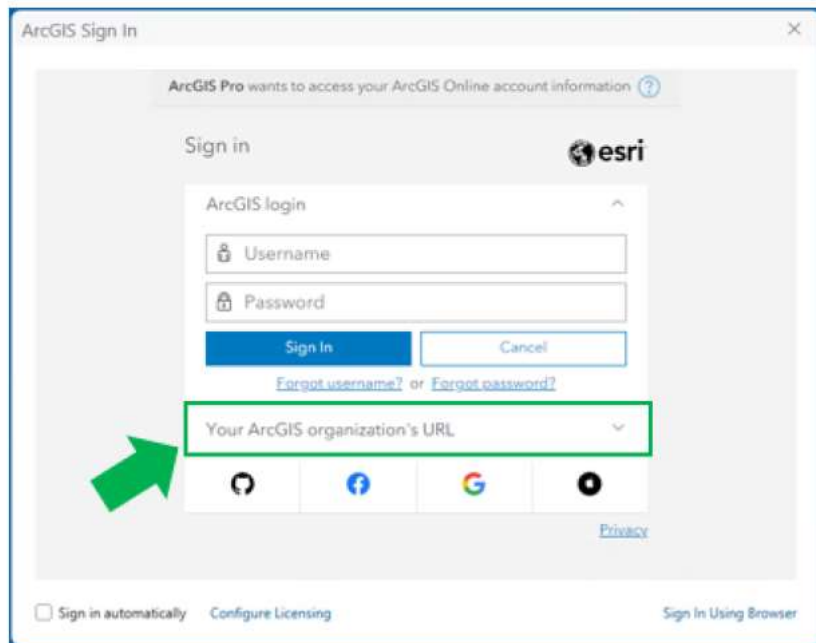 ArcGIS Sign In
ArcGIS Pro wants to access your ArcGIS Online account information ?
Sign in
esri
ArcGIS login
Username
Password
Sign In Cancel
Forgot username? or Forgot password?
Your ArcGIS organization's URL
Privacy
Sign in automatically Configure Licensing Sign In Using Browser